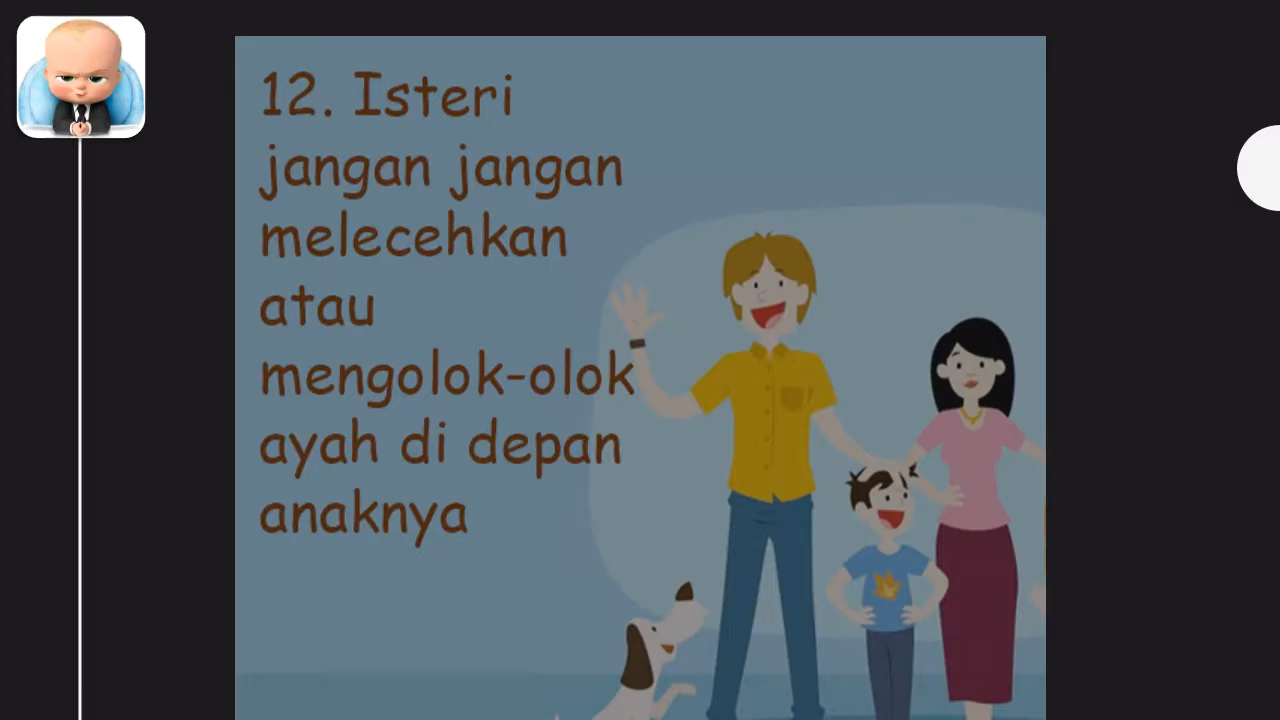 12. Isteri
jangan jangan
melecehkan
atau
mengolok-olok
ayah di depan
anaknya